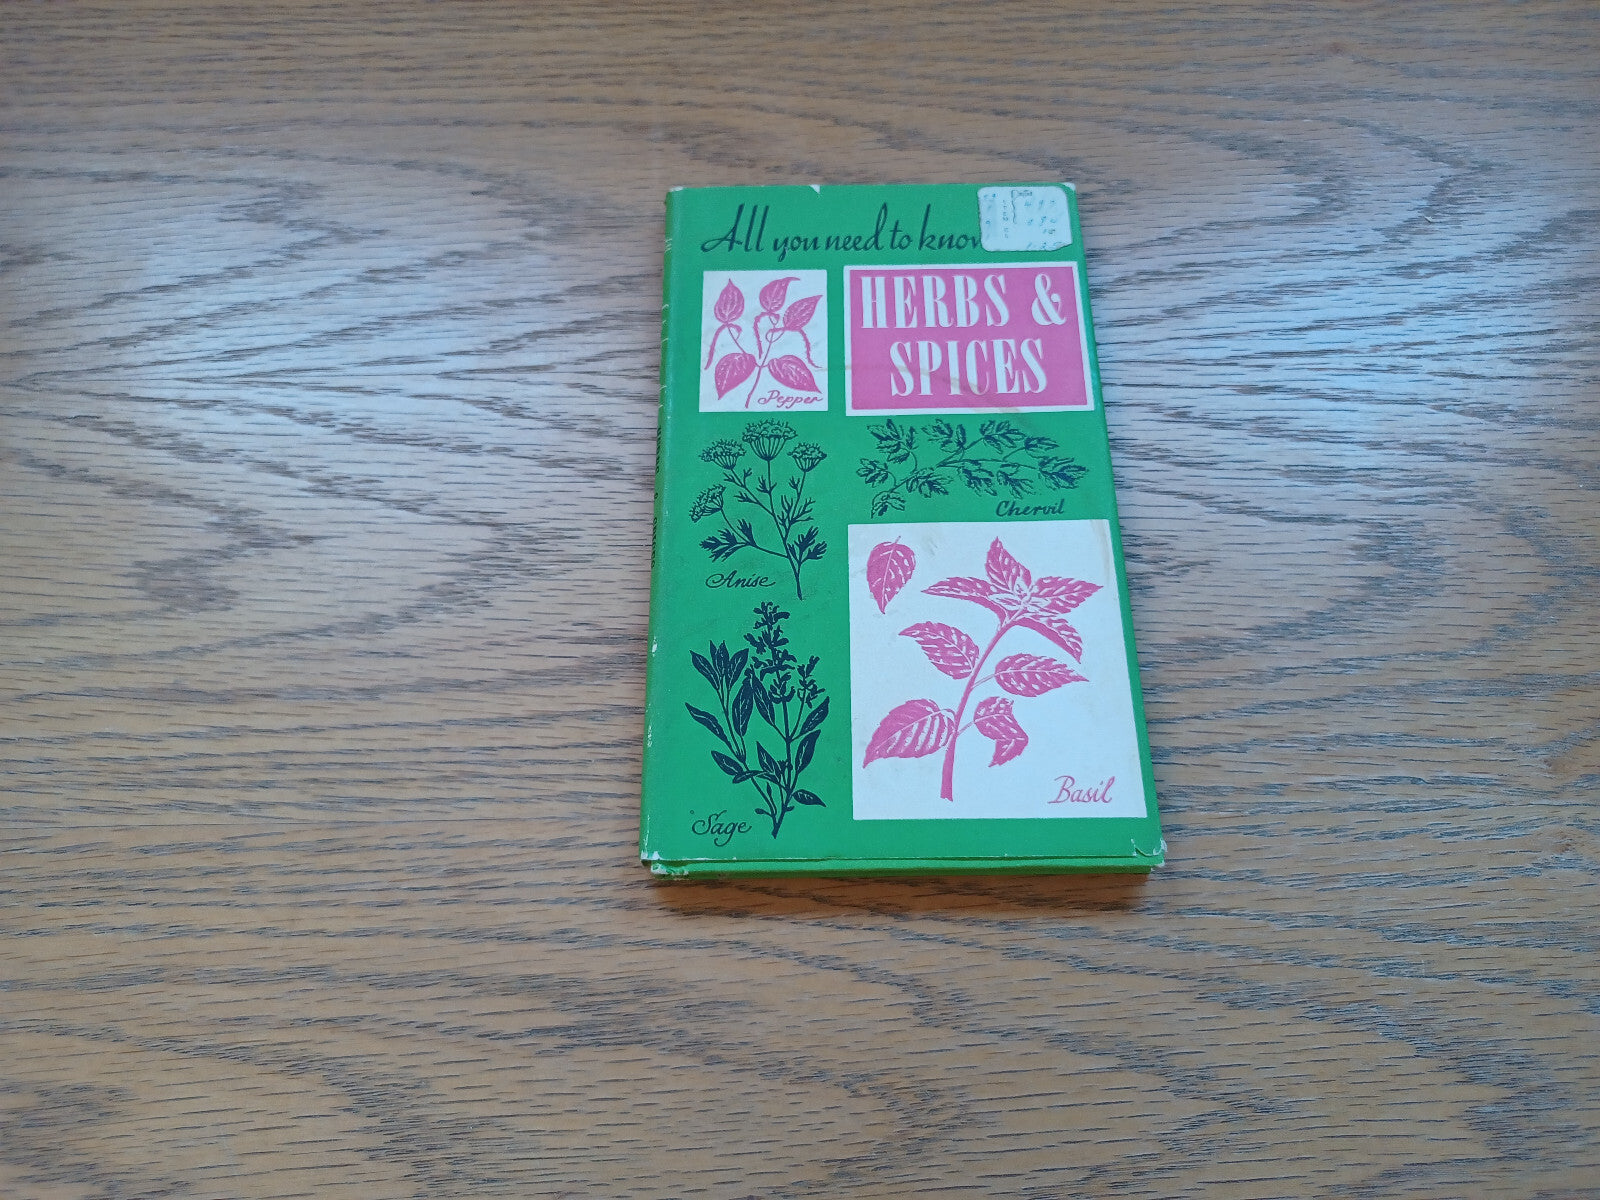 All you need to know
HERBS &
SPICES
Pepper
Chervil
Anise
Basil
Sage